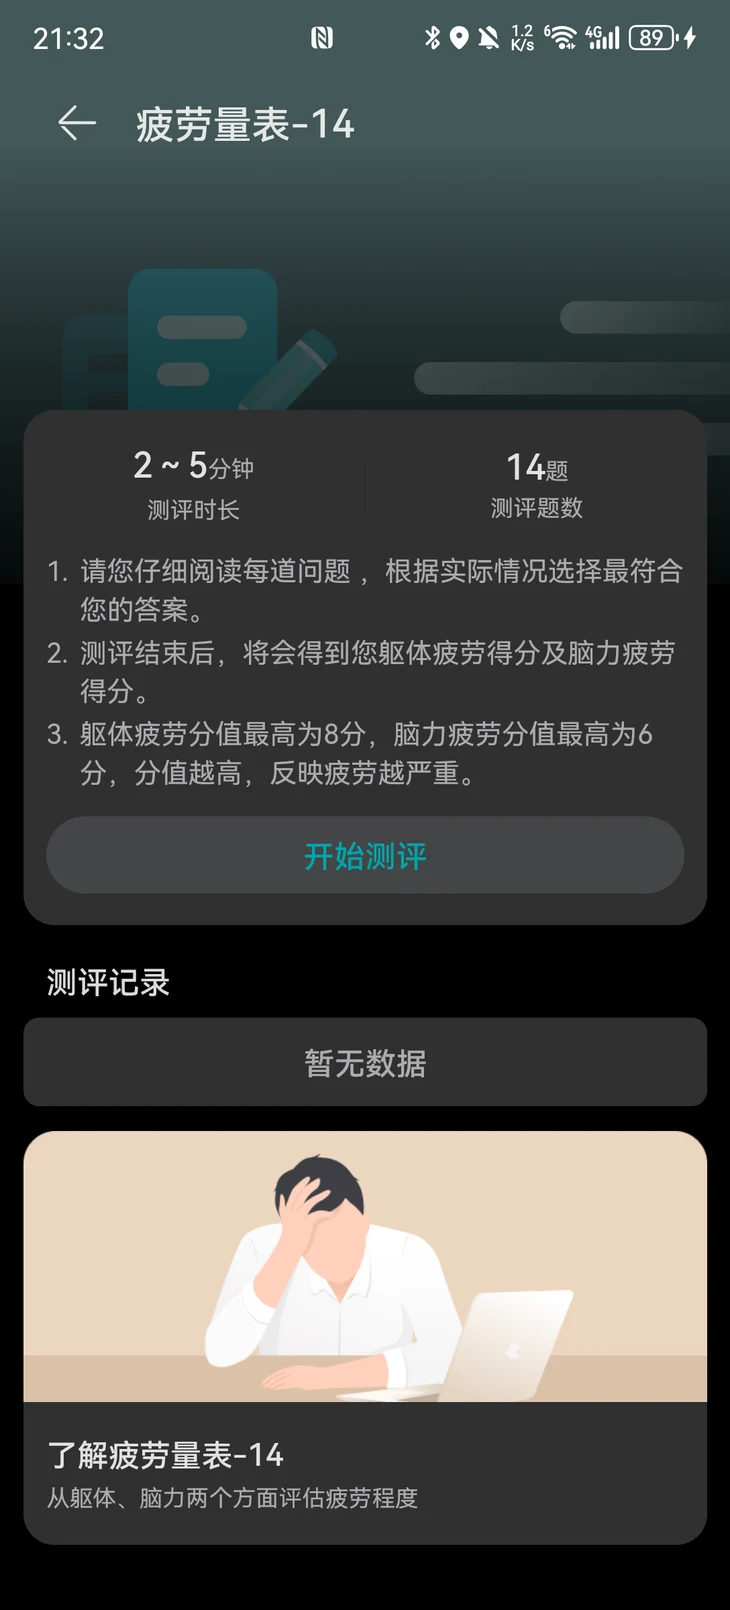 21:32
1.2 K/s
6
4G
89
疲劳量表-14
2 ~ 5分钟
测评时长
14题
测评题数
1. 请您仔细阅读每道问题，根据实际情况选择最符合
您的答案。
2. 测评结束后，将会得到您躯体疲劳得分及脑力疲劳
得分。
3. 躯体疲劳分值最高为8分，脑力疲劳分值最高为6
分，分值越高，反映疲劳越严重。
开始测评
测评记录
暂无数据
了解疲劳量表-14
从躯体、脑力两个方面评估疲劳程度